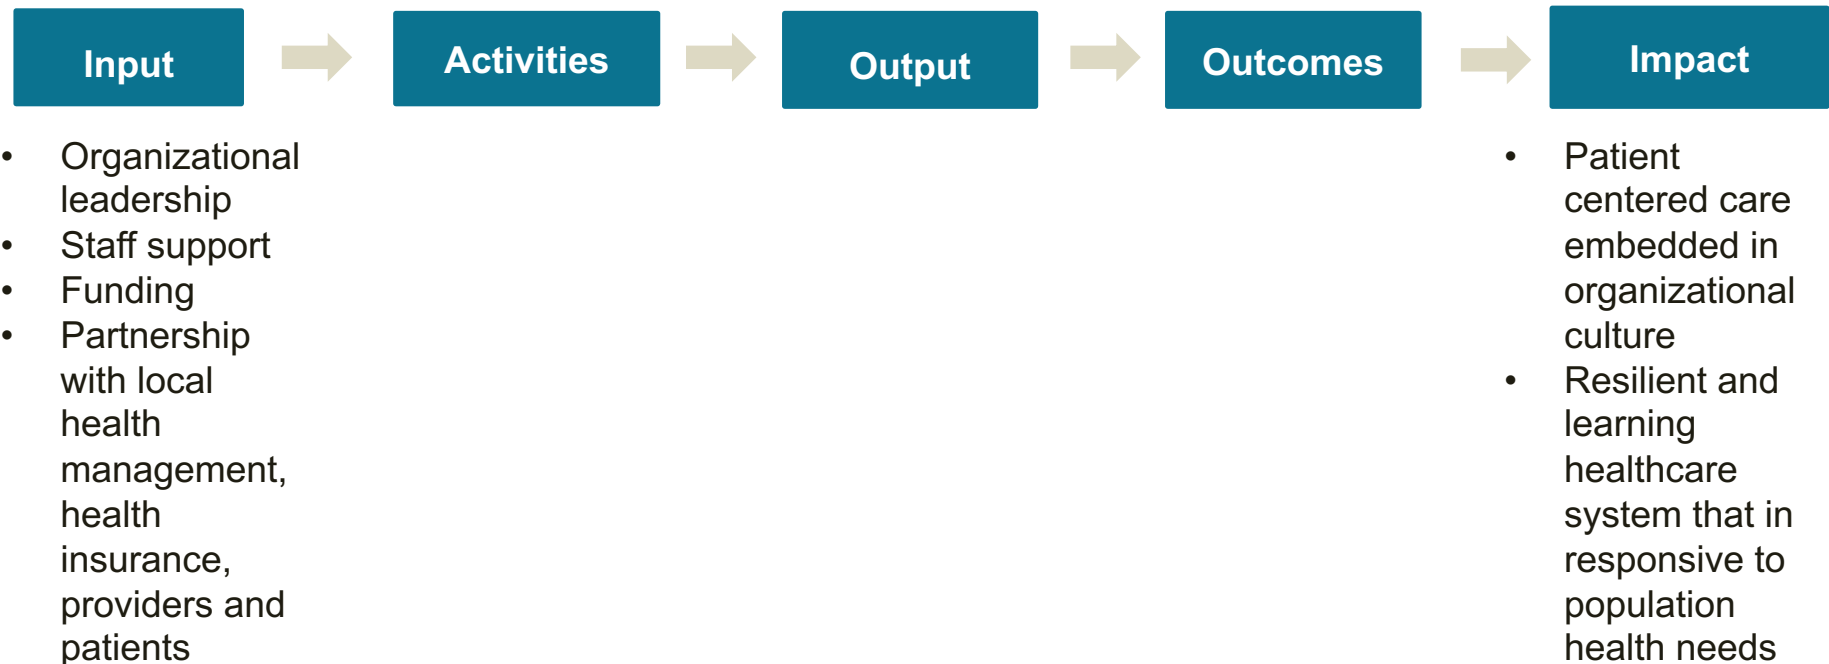 Input
Activities
Output
Outcomes
Impact
• Organizational
leadership
• Staff support
• Funding
• Partnership
with local
health
management,
health
insurance,
providers and
patients
• Patient
centered care
embedded in
organizational
culture
• Resilient and
learning
healthcare
system that in
responsive to
population
health needs